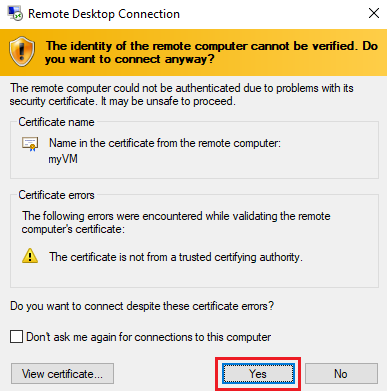 Remote Desktop Connection
The identity of the remote computer cannot be verified. Do
you want to connect anyway?
The remote computer could not be authenticated due to problems with its
security certificate. It may be unsafe to proceed.
Certificate name
Name in the certificate from the remote computer:
myVM
Certificate errors
The following errors were encountered while validating the remote
computer's certificate:
The certificate is not from a trusted certifying authority.
Do you want to connect despite these certificate errors?
Don't ask me again for connections to this computer
View certificate... Yes No